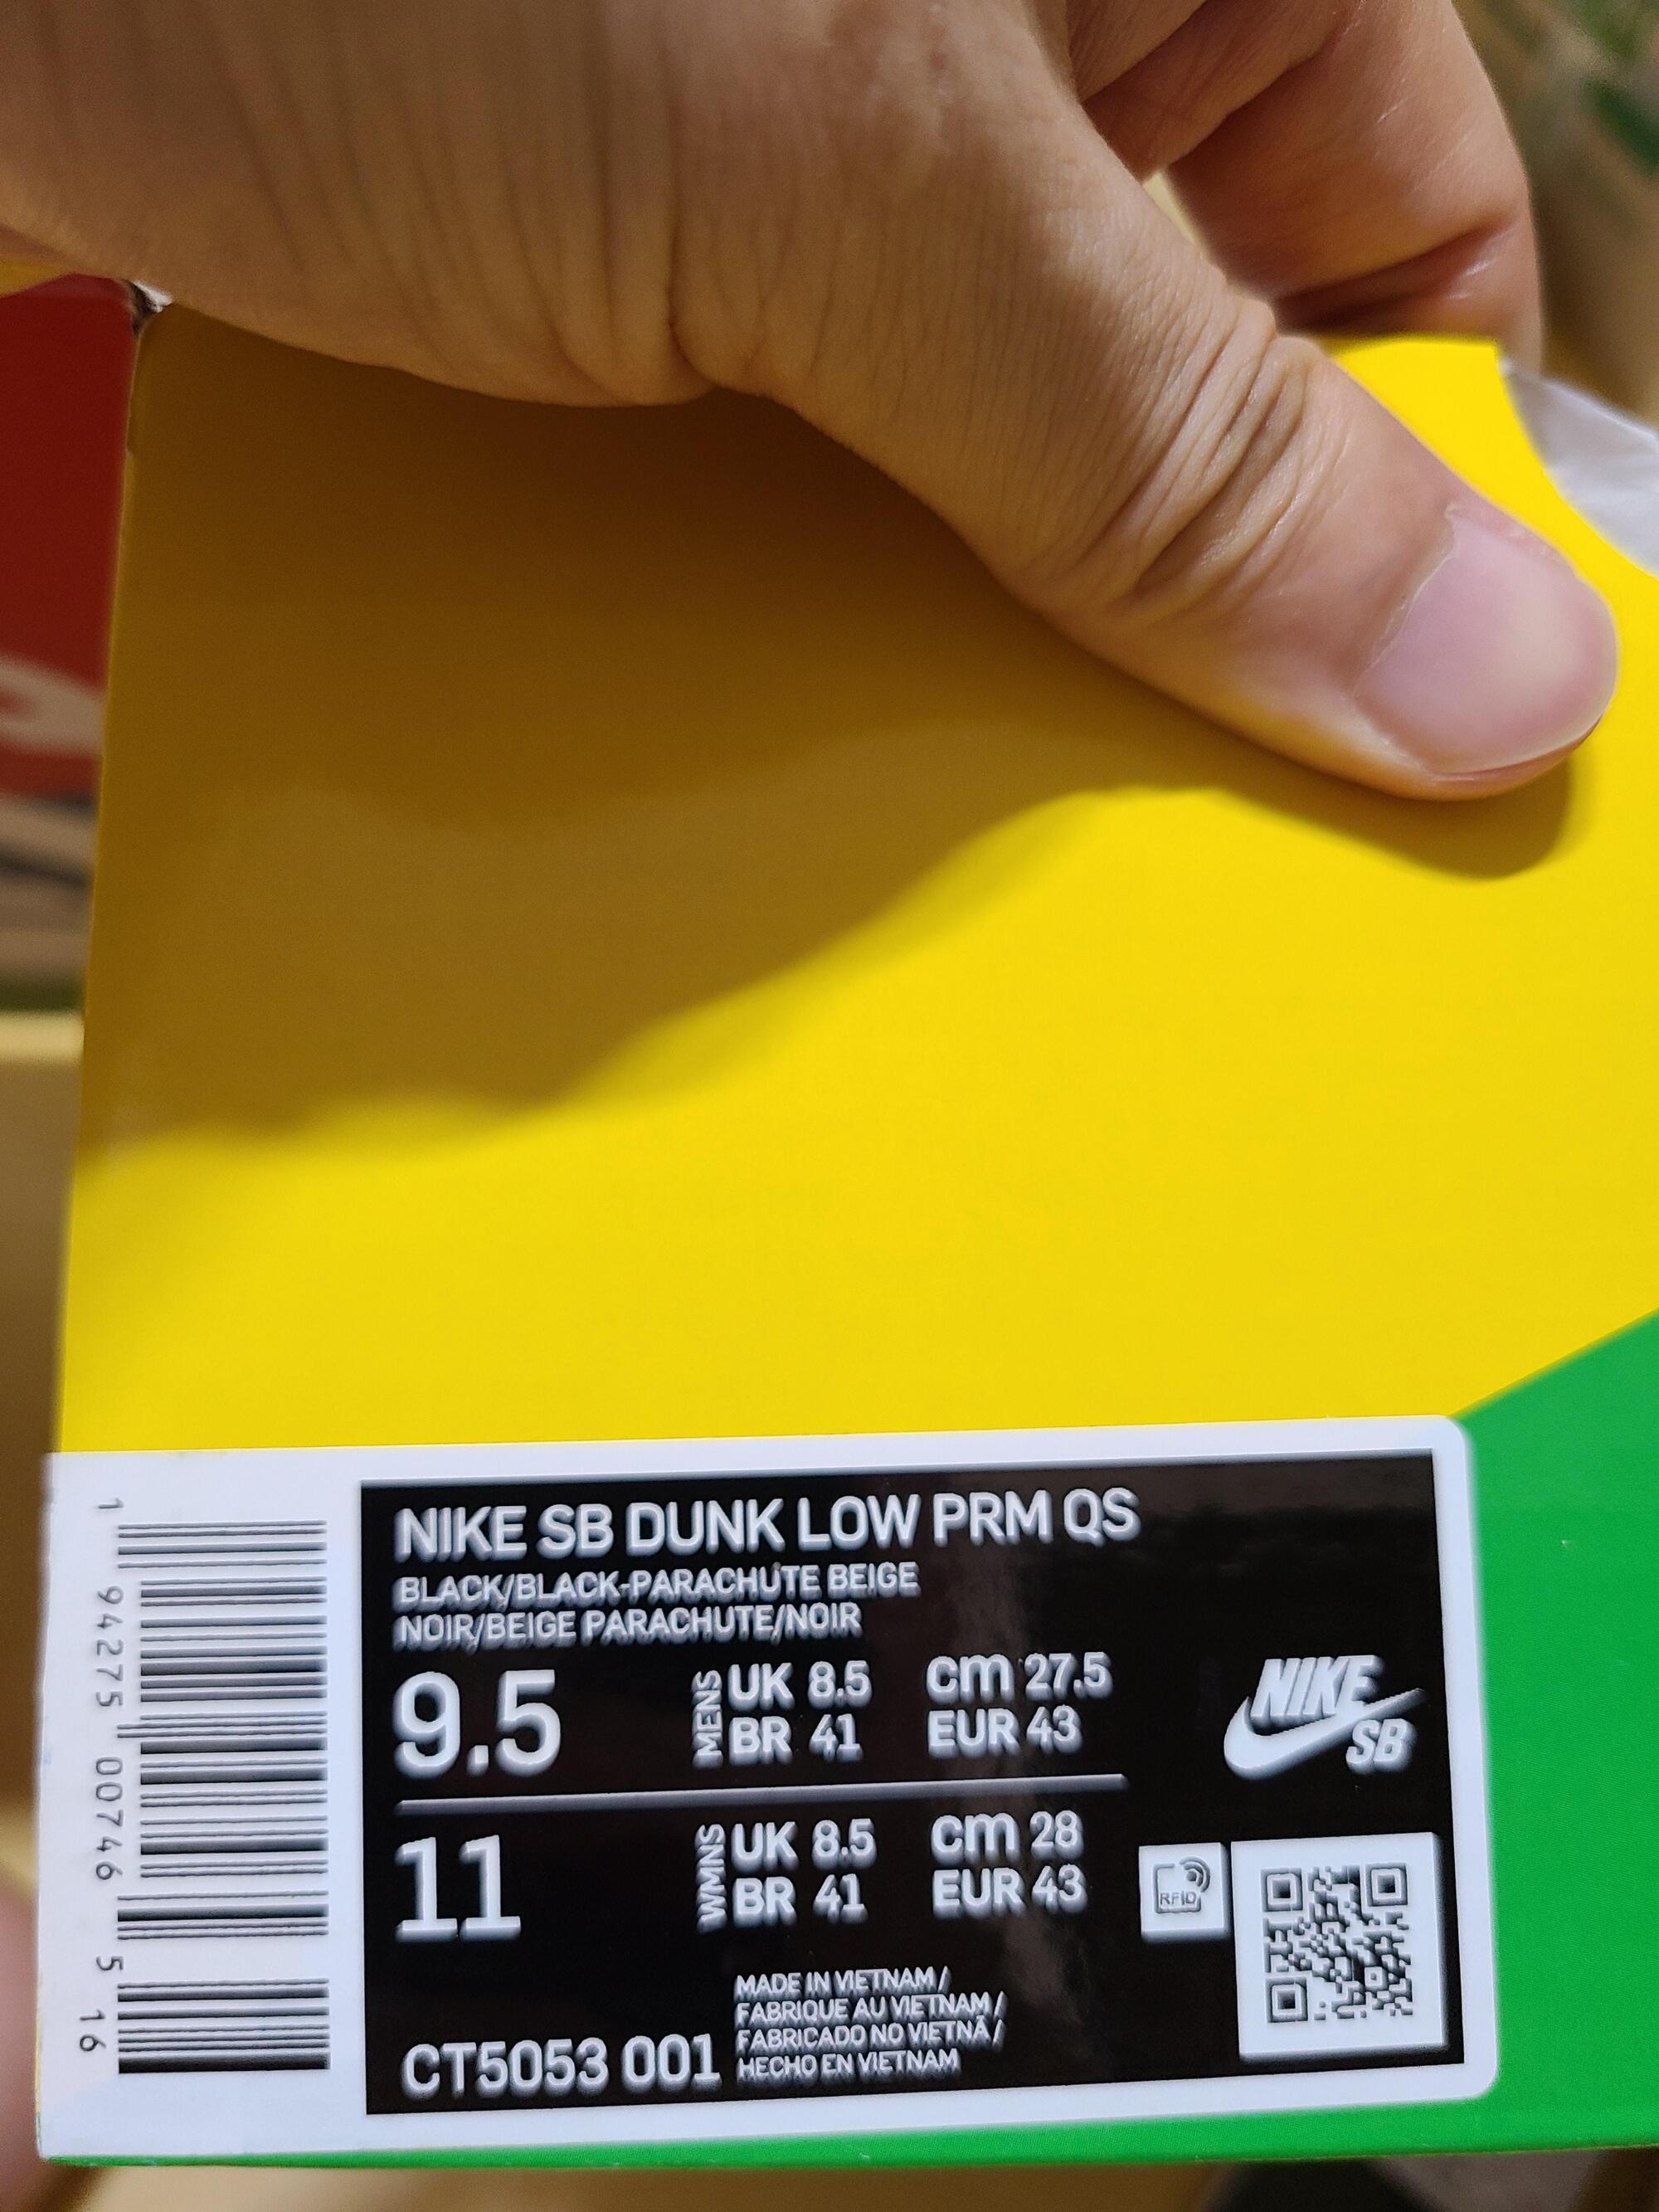 NIKE SB DUNK LOW PRM QS
BLACK/BLACK-PARACHUTE BEIGE
NOIR/BEIGE PARACHUTE/NOIR
9.5 MENS UK 8.5 cm 27.5
BR 41 EUR 43
NIKE
SB
11 WMNS UK 8.5 cm 28
BR 41 EUR 43
RFID
MADE IN VIETNAM /
FABRIQUE AU VIETNAM /
FABRICADO NO VIETNÃ /
HECHO EN VIETNAM
CT5053 001
1 94275 00746 5 16